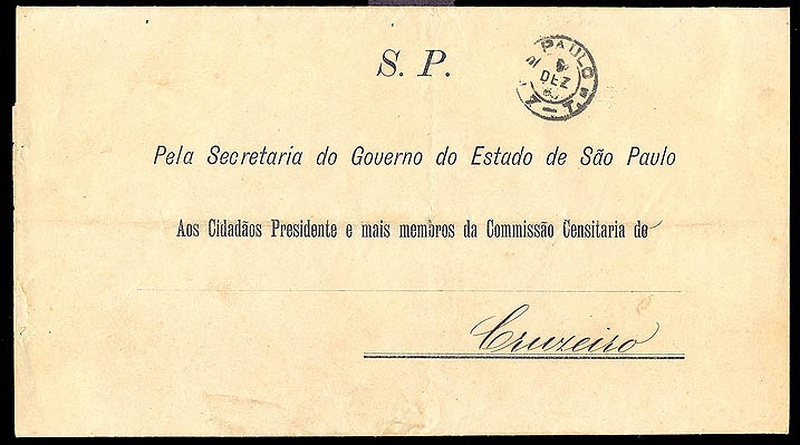 S. P.
PAULO
DEZ
Pela Secretaria do Governo do Estado de São Paulo
Aos Cidadãos Presidente e mais membros da Commissão Censitaria de
Cruzeiro